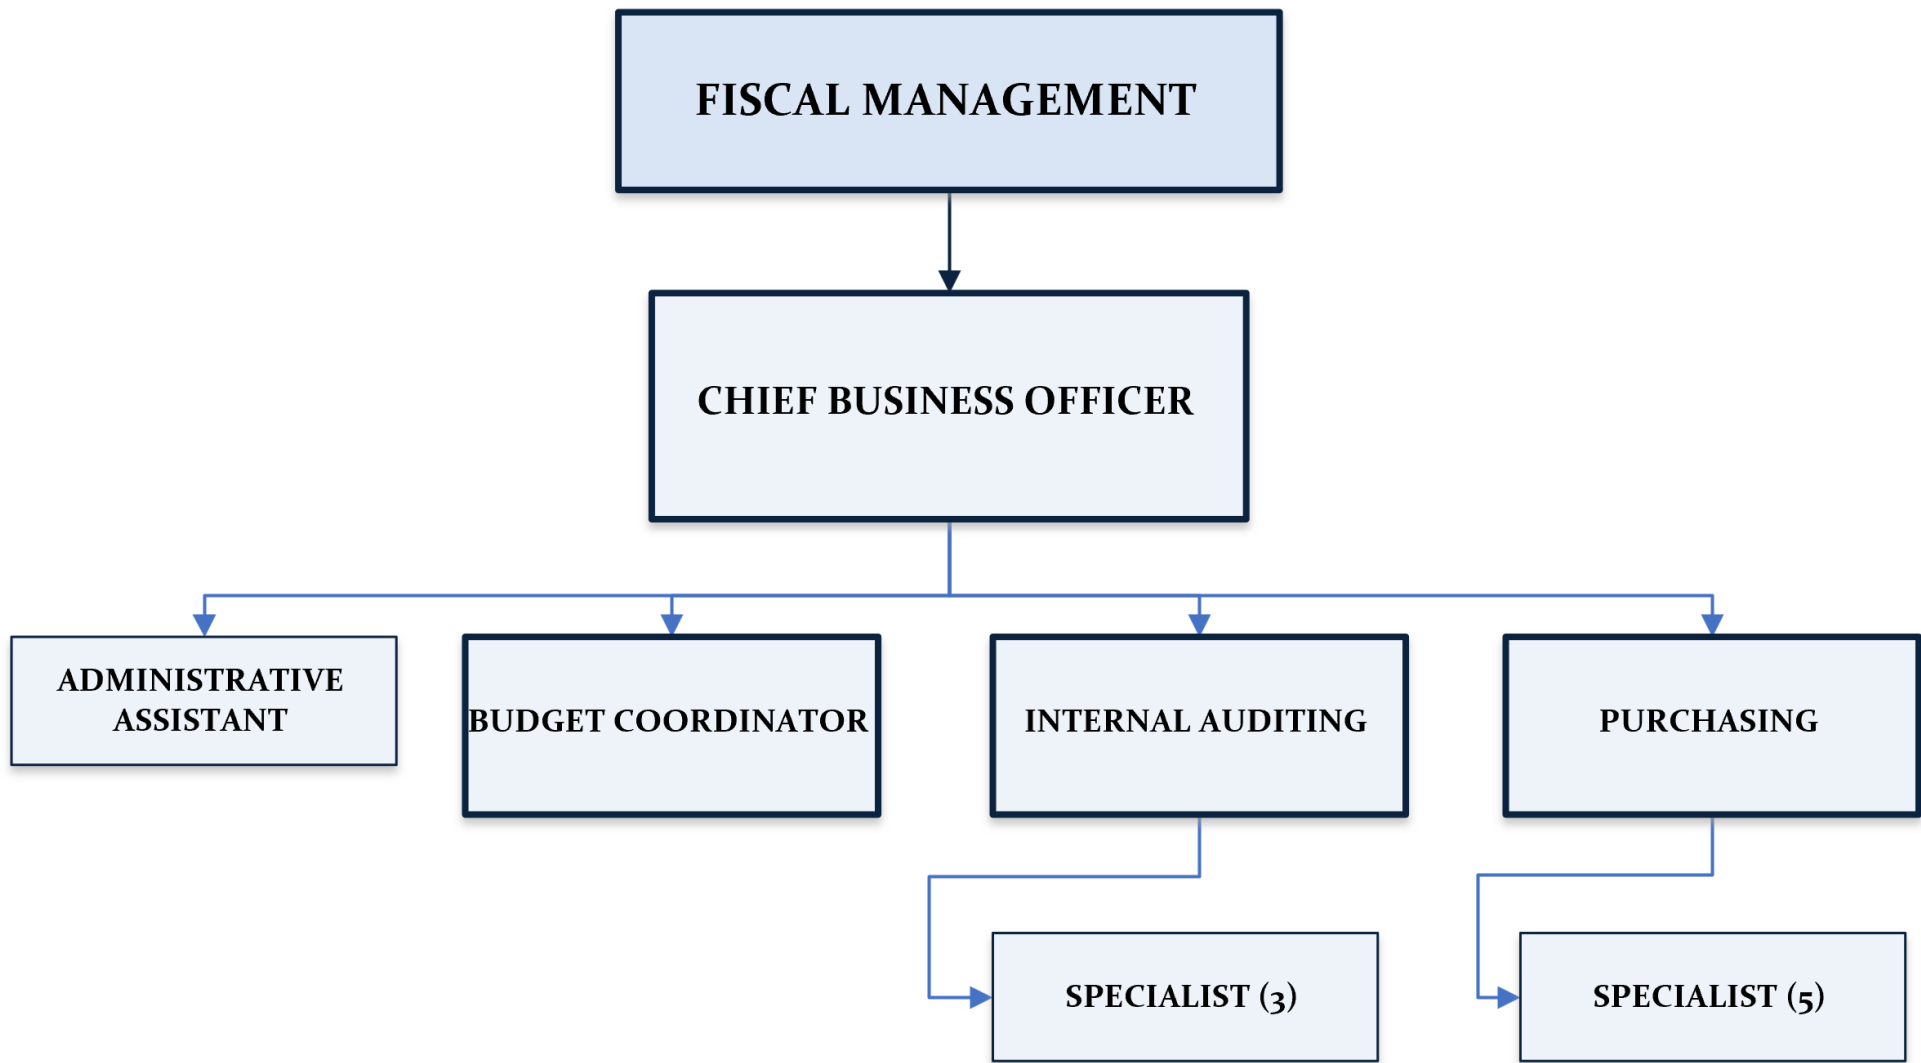 FISCAL MANAGEMENT
CHIEF BUSINESS OFFICER
ADMINISTRATIVE
ASSISTANT
BUDGET COORDINATOR
INTERNAL AUDITING
PURCHASING
SPECIALIST (3)
SPECIALIST (5)